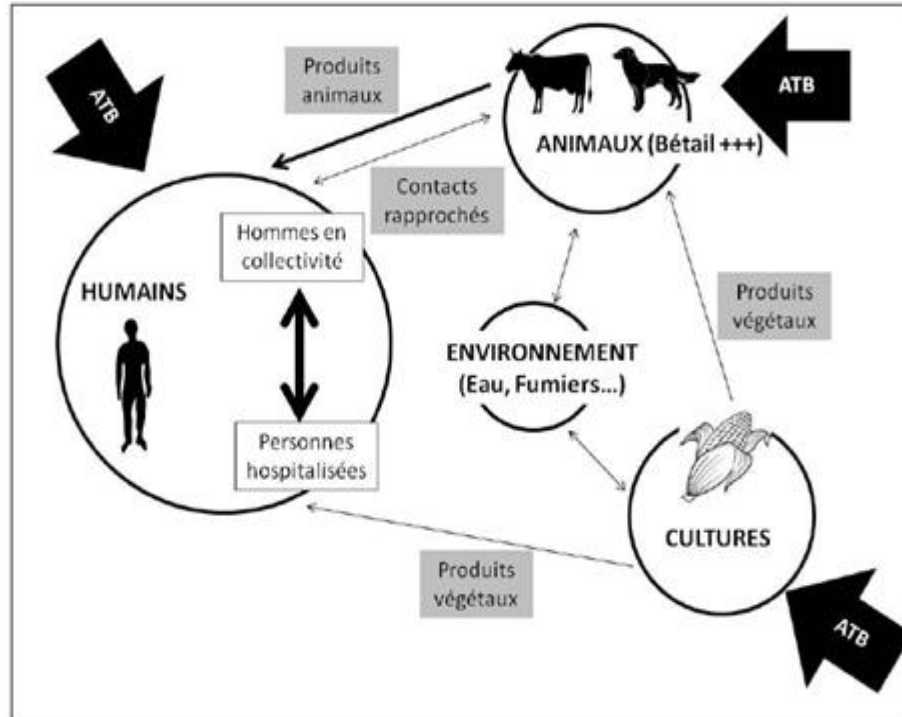 ATB
Produits
animaux
ATB
ANIMAUX (Bétail +++)
Contacts
rapprochés
Hommes en
collectivité
HUMAINS
Produits
végétaux
ENVIRONNEMENT
(Eau, Fumiers...)
Personnes
hospitalisées
CULTURES
Produits
végétaux
ATB